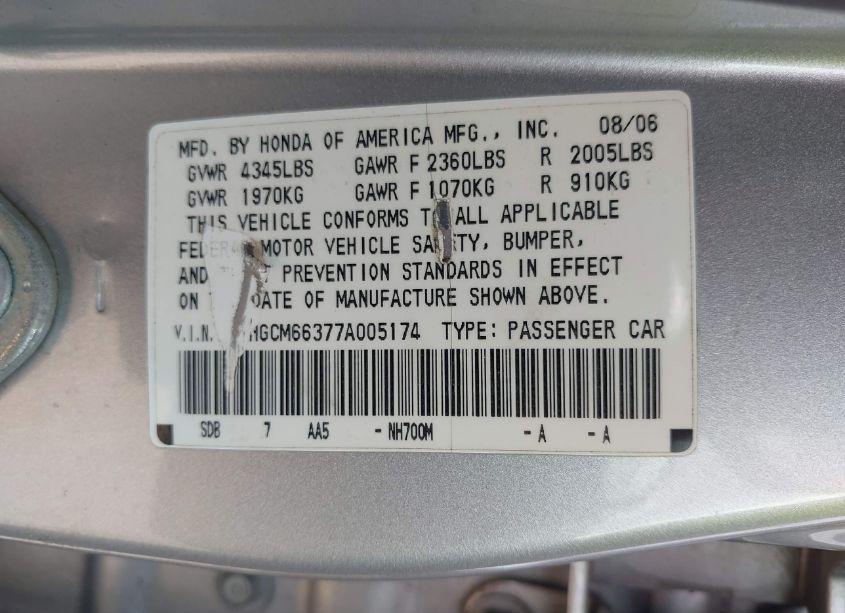 MFD. BY HONDA OF AMERICA MFG., INC. 08/06
GVWR 4345LBS GAWR F 2360LBS R 2005LBS
GVWR 1970KG GAWR F 1070KG R 910KG
THIS VEHICLE CONFORMS TO ALL APPLICABLE
MOTOR VEHICLE SAFETY, BUMPER,
AND PREVENTION STANDARDS IN EFFECT
ON DATE OF MANUFACTURE SHOWN ABOVE.
V.I.N. HGCM66377A005174 TYPE: PASSENGER CAR
SDB 7 AA5 - NH700M - A - A